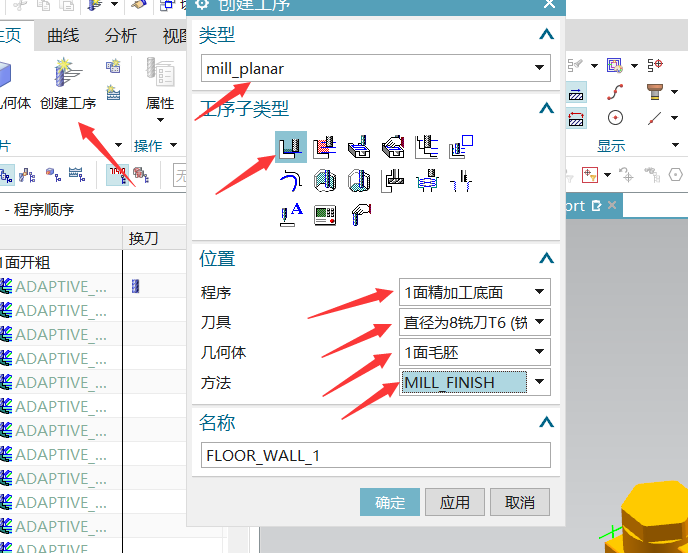 创建工序
主页 曲线 分析
几何体 创建工序 属性
操作
显示
类型
mill_planar
工序子类型
- 程序顺序
换刀
1面开粗
ADAPTIVE_...
ADAPTIVE_...
ADAPTIVE_...
ADAPTIVE_...
ADAPTIVE_...
ADAPTIVE_...
ADAPTIVE_...
ADAPTIVE_...
ADAPTIVE_...
ADAPTIVE_...
ADAPTIVE_...
位置
程序 1面精加工底面
刀具 直径为8铣刀T6 (铣
几何体 1面毛胚
方法 MILL_FINISH
名称
FLOOR_WALL_1
确定 应用 取消